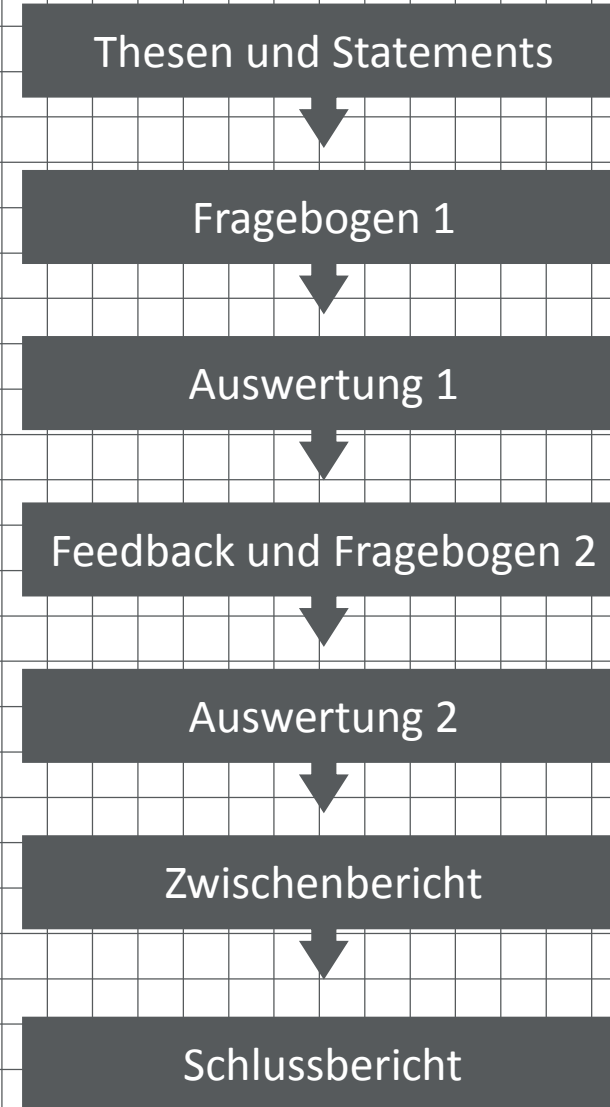 Thesen und Statements
Fragebogen 1
Auswertung 1
Feedback und Fragebogen 2
Auswertung 2
Zwischenbericht
Schlussbericht